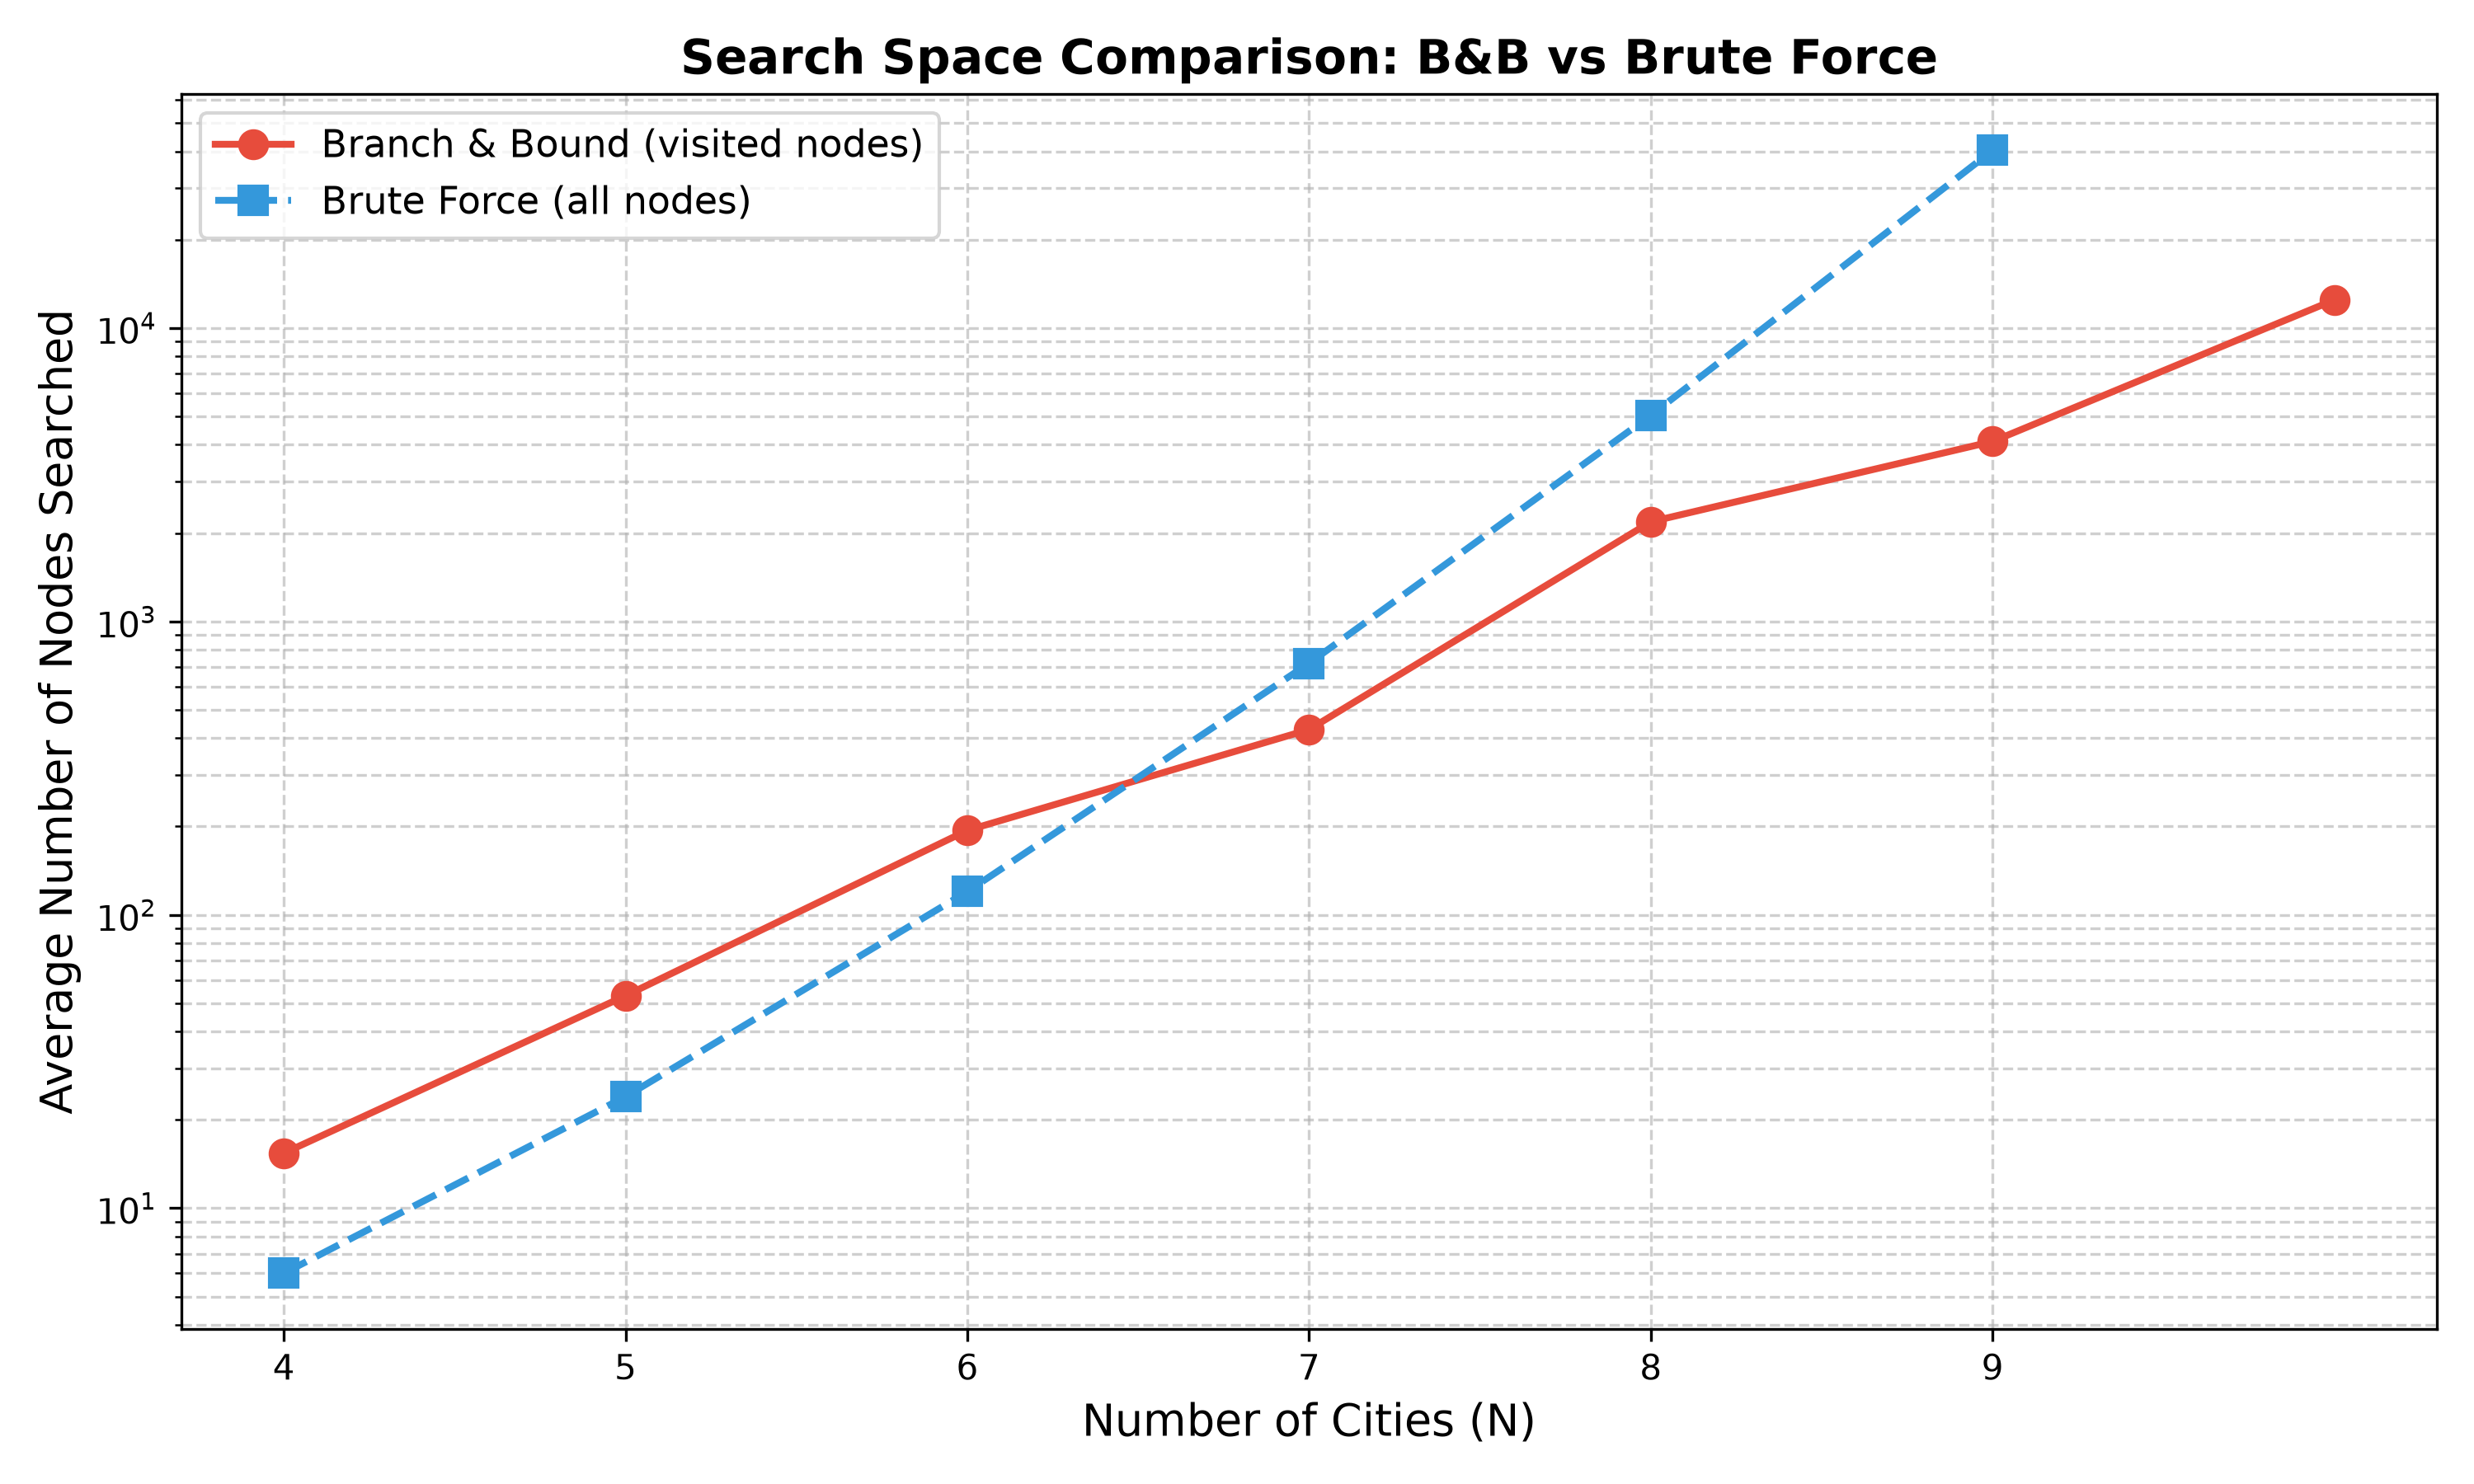 Search Space Comparison: B&B vs Brute Force
Branch & Bound (visited nodes)
Brute Force (all nodes)
Average Number of Nodes Searched
10⁴
10³
10²
10¹
4 5 6 7 8 9
Number of Cities (N)